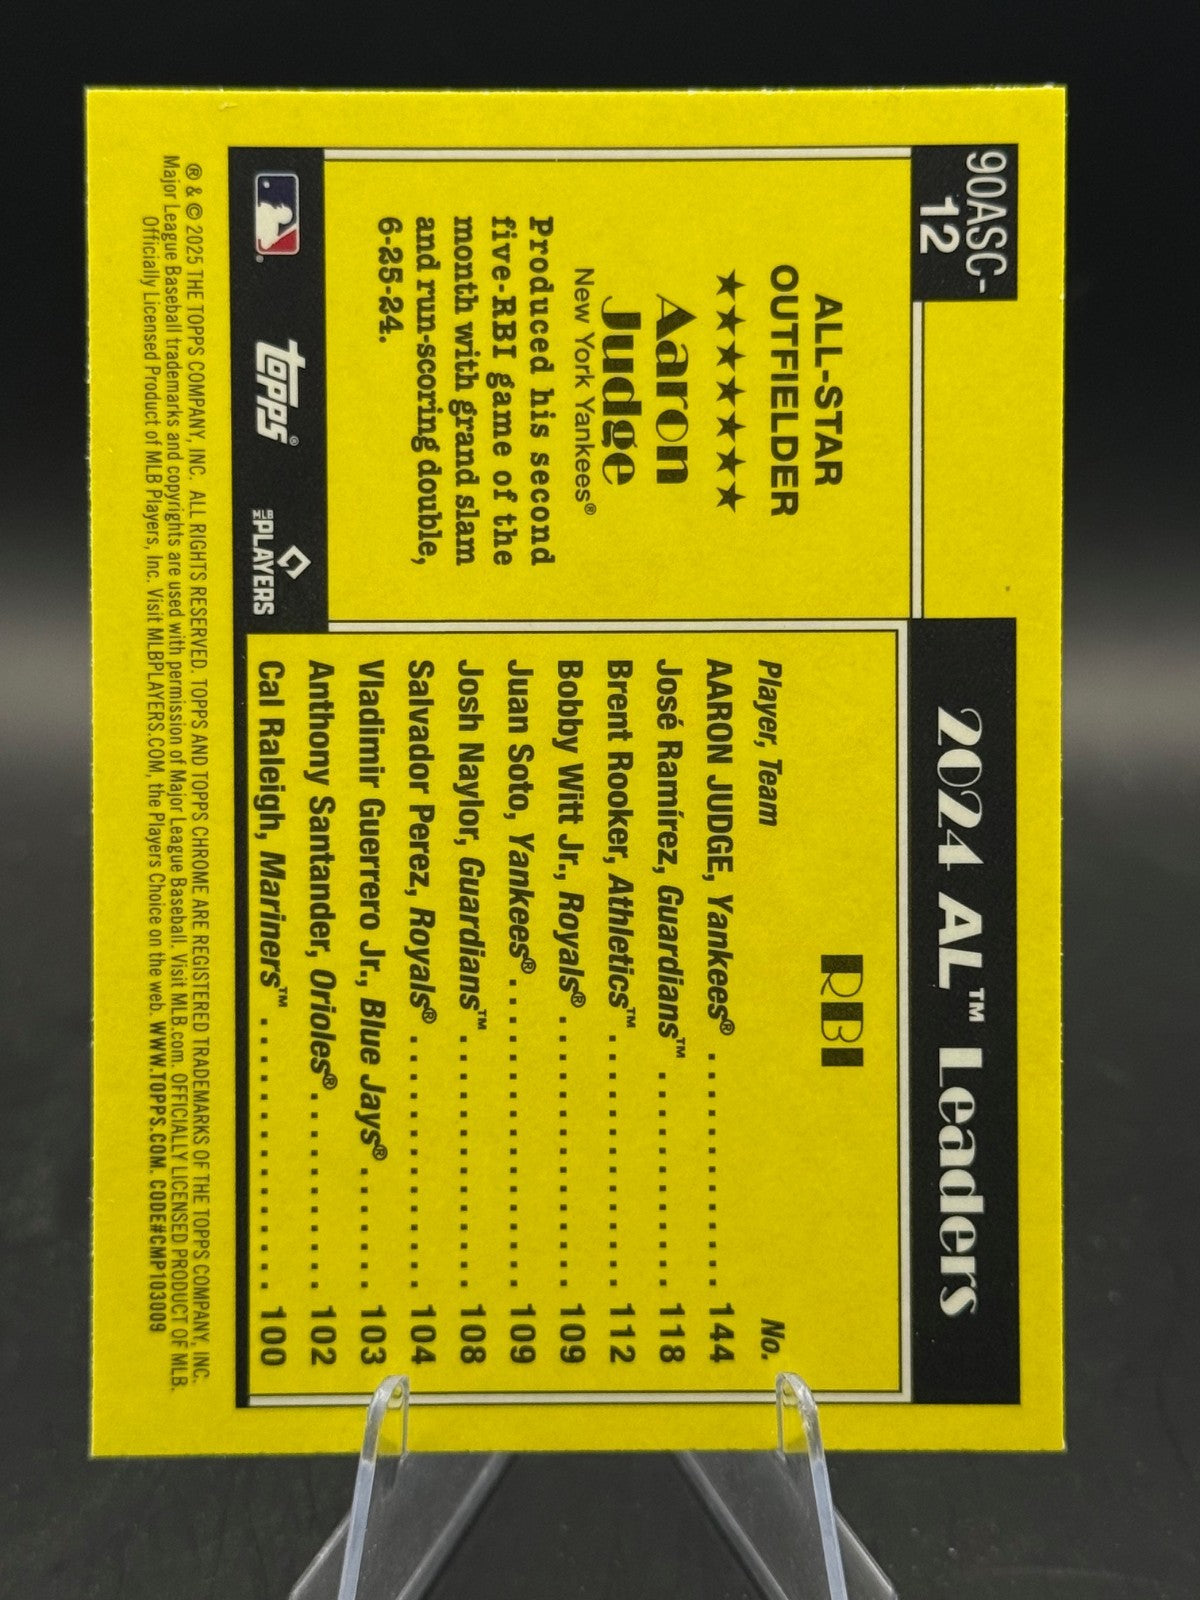 90ASC-
12
ALL-STAR
OUTFIELDER
★★★★★★★
Aaron
Judge
New York Yankees®
Produced his second
five-RBI game of the
month with grand slam
and run-scoring double,
6-25-24.
topps®
MLB PLAYERS
2024 AL™ Leaders
RBI
Player, Team No.
AARON JUDGE, Yankees® . . . . . . . . . . . . 144
José Ramírez, Guardians™ . . . . . . . . . . . 118
Brent Rooker, Athletics™ . . . . . . . . . . . . . 112
Bobby Witt Jr., Royals® . . . . . . . . . . . . . . 109
Juan Soto, Yankees® . . . . . . . . . . . . . . . . 109
Josh Naylor, Guardians™ . . . . . . . . . . . . . 108
Salvador Perez, Royals® . . . . . . . . . . . . . 104
Vladimir Guerrero Jr., Blue Jays® . . . . . . . 103
Anthony Santander, Orioles® . . . . . . . . . . 102
Cal Raleigh, Mariners™ . . . . . . . . . . . . . . 100
® & © 2025 THE TOPPS COMPANY, INC. ALL RIGHTS RESERVED. TOPPS AND TOPPS CHROME ARE REGISTERED TRADEMARKS OF THE TOPPS COMPANY, INC.
Major League Baseball trademarks and copyrights are used with permission of Major League Baseball. Visit MLB.com. OFFICIALLY LICENSED PRODUCT OF MLB.
Officially Licensed Product of MLB Players, Inc. Visit MLBPLAYERS.COM, the Players Choice on the web. WWW.TOPPS.COM. CODE#CMP103009